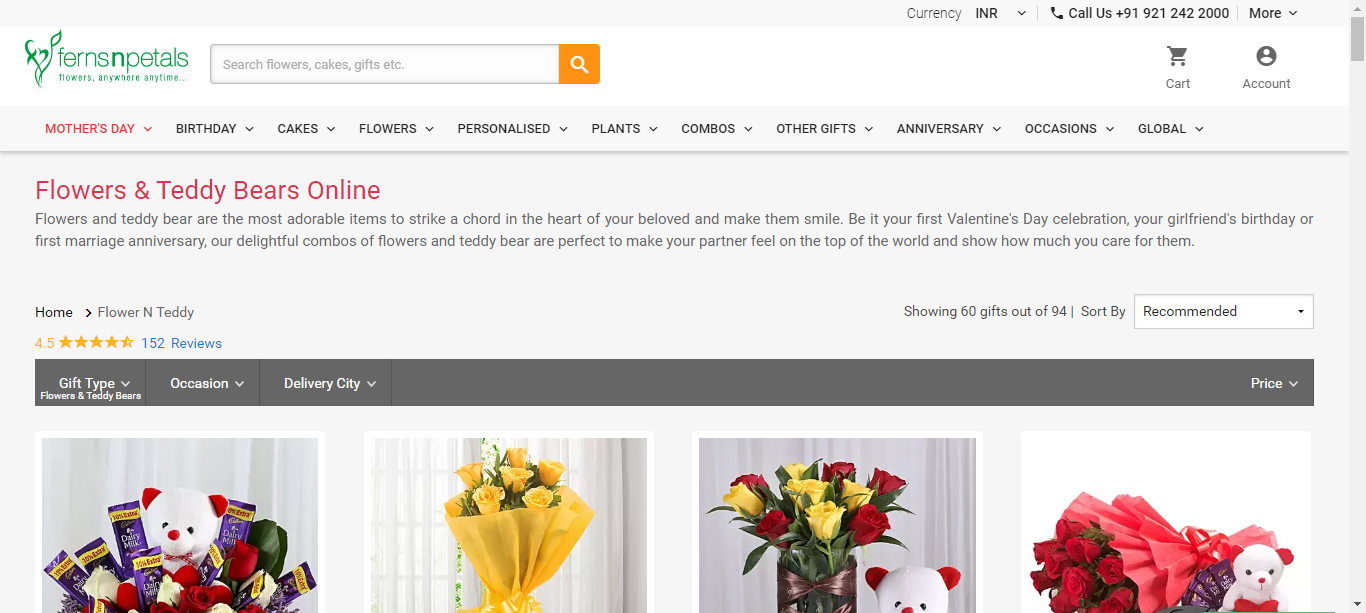 Currency INR Call Us +91 921 242 2000 More
fernsnpetals
flowers, anywhere anytime...
Search flowers, cakes, gifts etc.
Cart Account
MOTHER'S DAY BIRTHDAY CAKES FLOWERS PERSONALISED PLANTS COMBOS OTHER GIFTS ANNIVERSARY OCCASIONS GLOBAL
Flowers & Teddy Bears Online
Flowers and teddy bear are the most adorable items to strike a chord in the heart of your beloved and make them smile. Be it your first Valentine's Day celebration, your girlfriend's birthday or
first marriage anniversary, our delightful combos of flowers and teddy bear are perfect to make your partner feel on the top of the world and show how much you care for them.
Home Flower N Teddy
Showing 60 gifts out of 94 | Sort By Recommended
4.5 152 Reviews
Gift Type Occasion Delivery City Price
Flowers & Teddy Bears
10% Extra
Dairy Milk
10% Extra
Dairy Milk